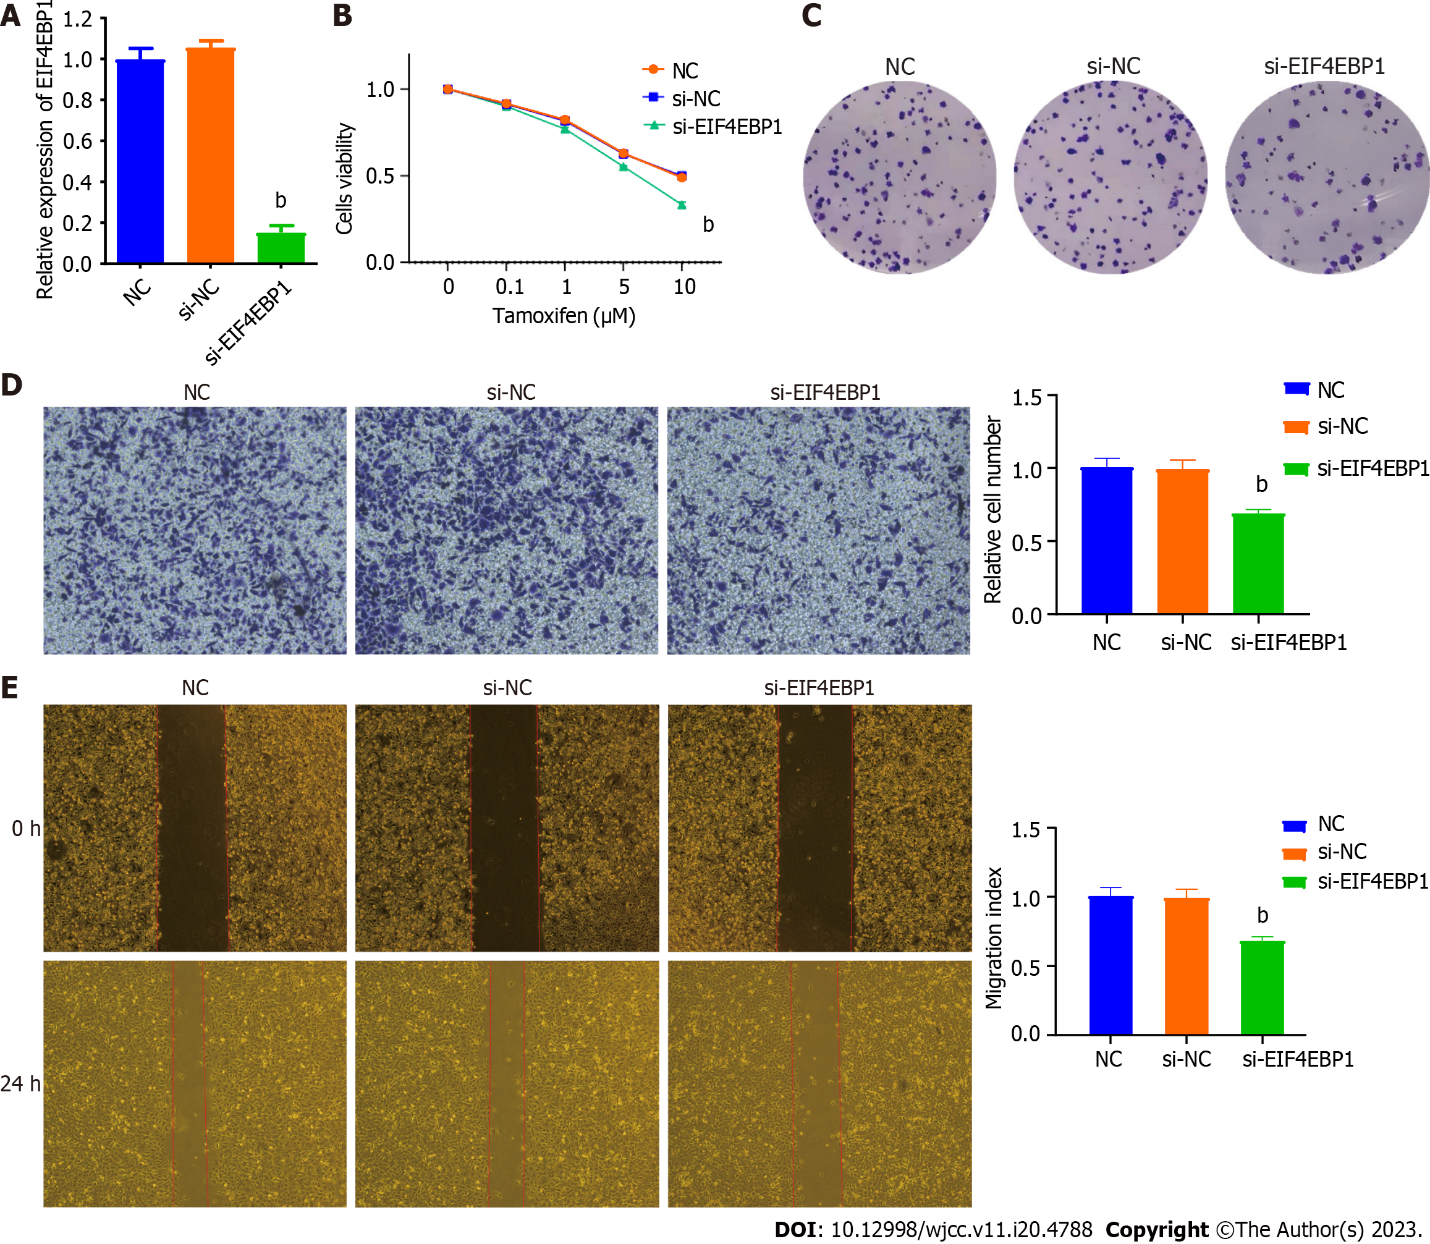 A
Relative expression of EIF4EBP1
1.2
1.0
0.8
0.6
0.4
0.2
0.0
b
NC
si-NC
si-EIF4EBP1
B
Cells viability
1.0
0.5
0.0
NC
si-NC
si-EIF4EBP1
b
0 0.1 1 5 10
Tamoxifen (µM)
C
NC si-NC si-EIF4EBP1
D
NC si-NC si-EIF4EBP1
Relative cell number
1.5
1.0
0.5
0.0
NC
si-NC
si-EIF4EBP1
b
NC si-NC si-EIF4EBP1
E
NC si-NC si-EIF4EBP1
0 h
24 h
Migration index
1.5
1.0
0.5
0.0
NC
si-NC
si-EIF4EBP1
b
NC si-NC si-EIF4EBP1
DOI: 10.12998/wjcc.v11.i20.4788 Copyright ©The Author(s) 2023.